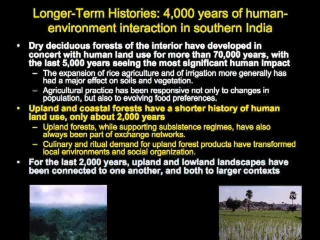 Longer-Term Histories: 4,000 years of human-
environment interaction in southern India
• Dry deciduous forests of the interior have developed in
concert with human land use for more than 70,000 years, with
the last 5,000 years seeing the most significant human impact
– The expansion of rice agriculture and of irrigation more generally has
had a major effect on soils and vegetation.
– Agricultural practice has been responsive not only to changes in
population, but also to evolving food preferences.
• Upland and coastal forests have a shorter history of human
land use, only about 2,000 years
– Upland forests, while supporting subsistence regimes, have also
always been part of exchange networks.
– Culinary and ritual demand for upland forest products have transformed
local environments and social organization.
• For the last 2,000 years, upland and lowland landscapes have
been connected to one another, and both to larger contexts